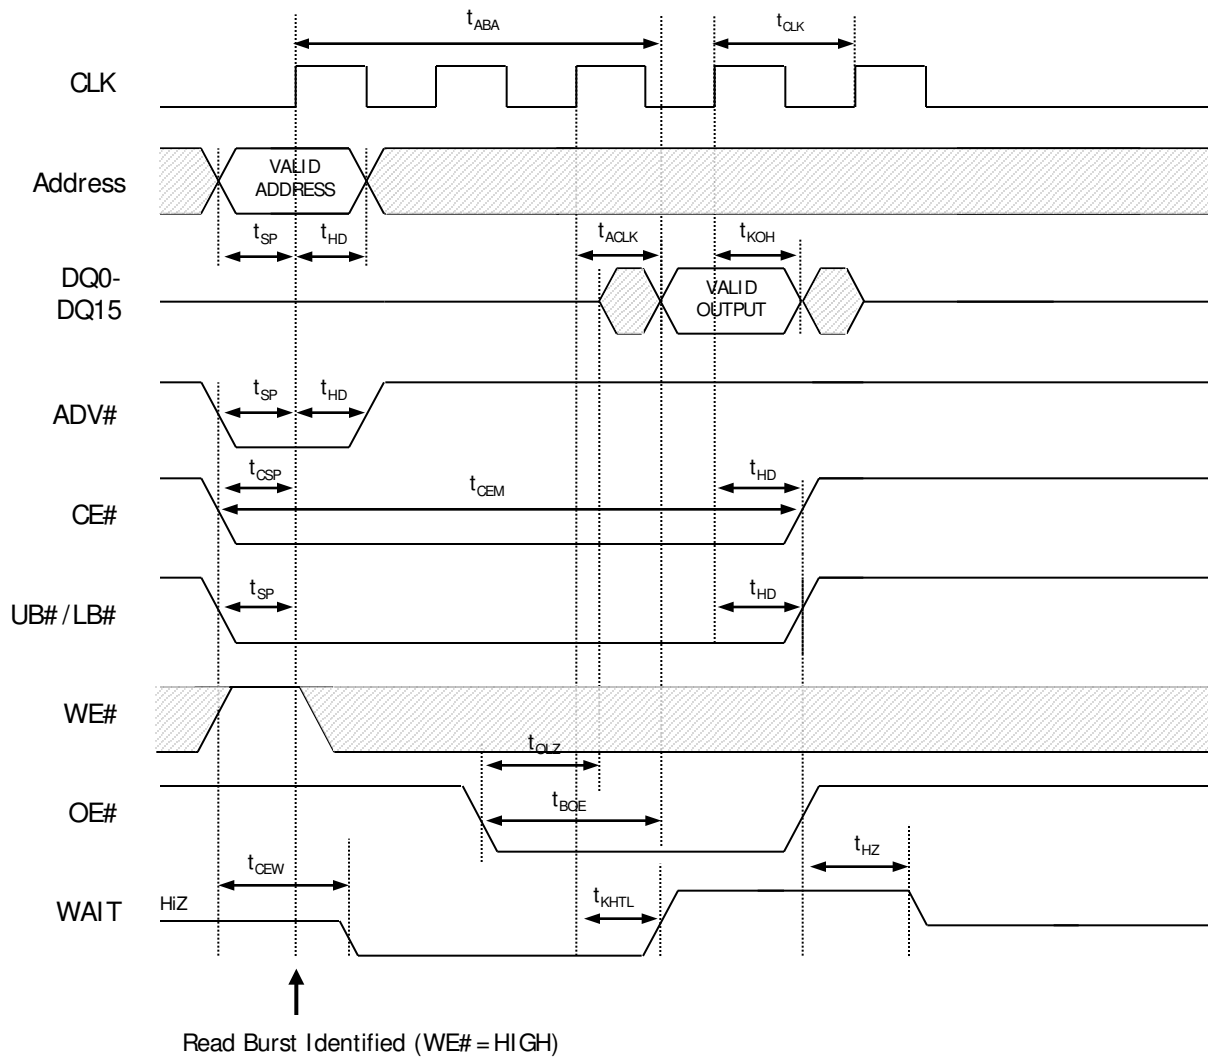 tABA
tCLK
CLK
VALID
ADDRESS
Address
tSP
tHD
tACLK
tKOH
DQ0-
DQ15
VALID
OUTPUT
tSP
tHD
ADV#
tCSP
tCEM
tHD
CE#
tSP
tHD
UB# / LB#
WE#
tOLZ
tBOE
OE#
tHZ
tCEW
HiZ
tKHTL
WAIT
Read Burst Identified (WE# = HIGH)